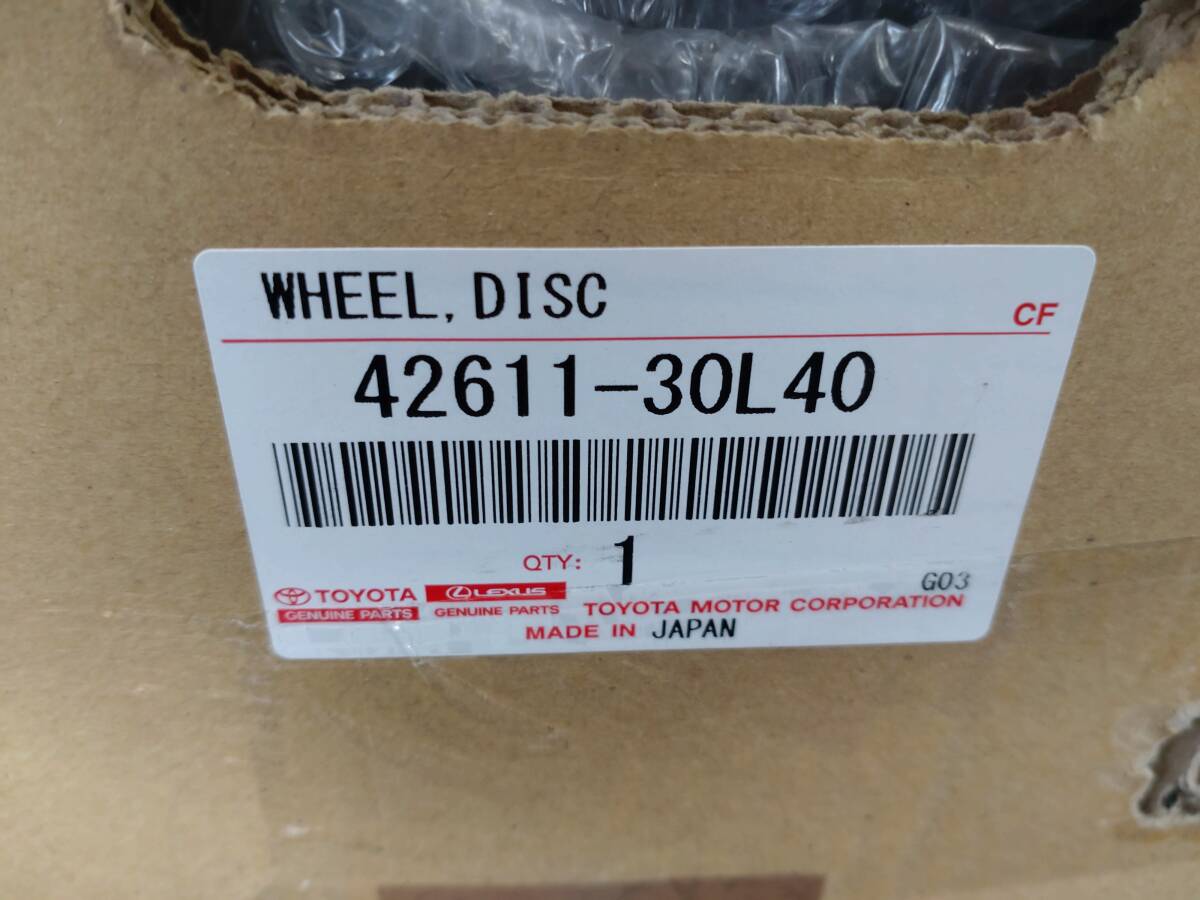 WHEEL, DISC
CF
42611-30L40
QTY: 1
G03
TOYOTA LEXUS
GENUINE PARTS GENUINE PARTS TOYOTA MOTOR CORPORATION
MADE IN JAPAN